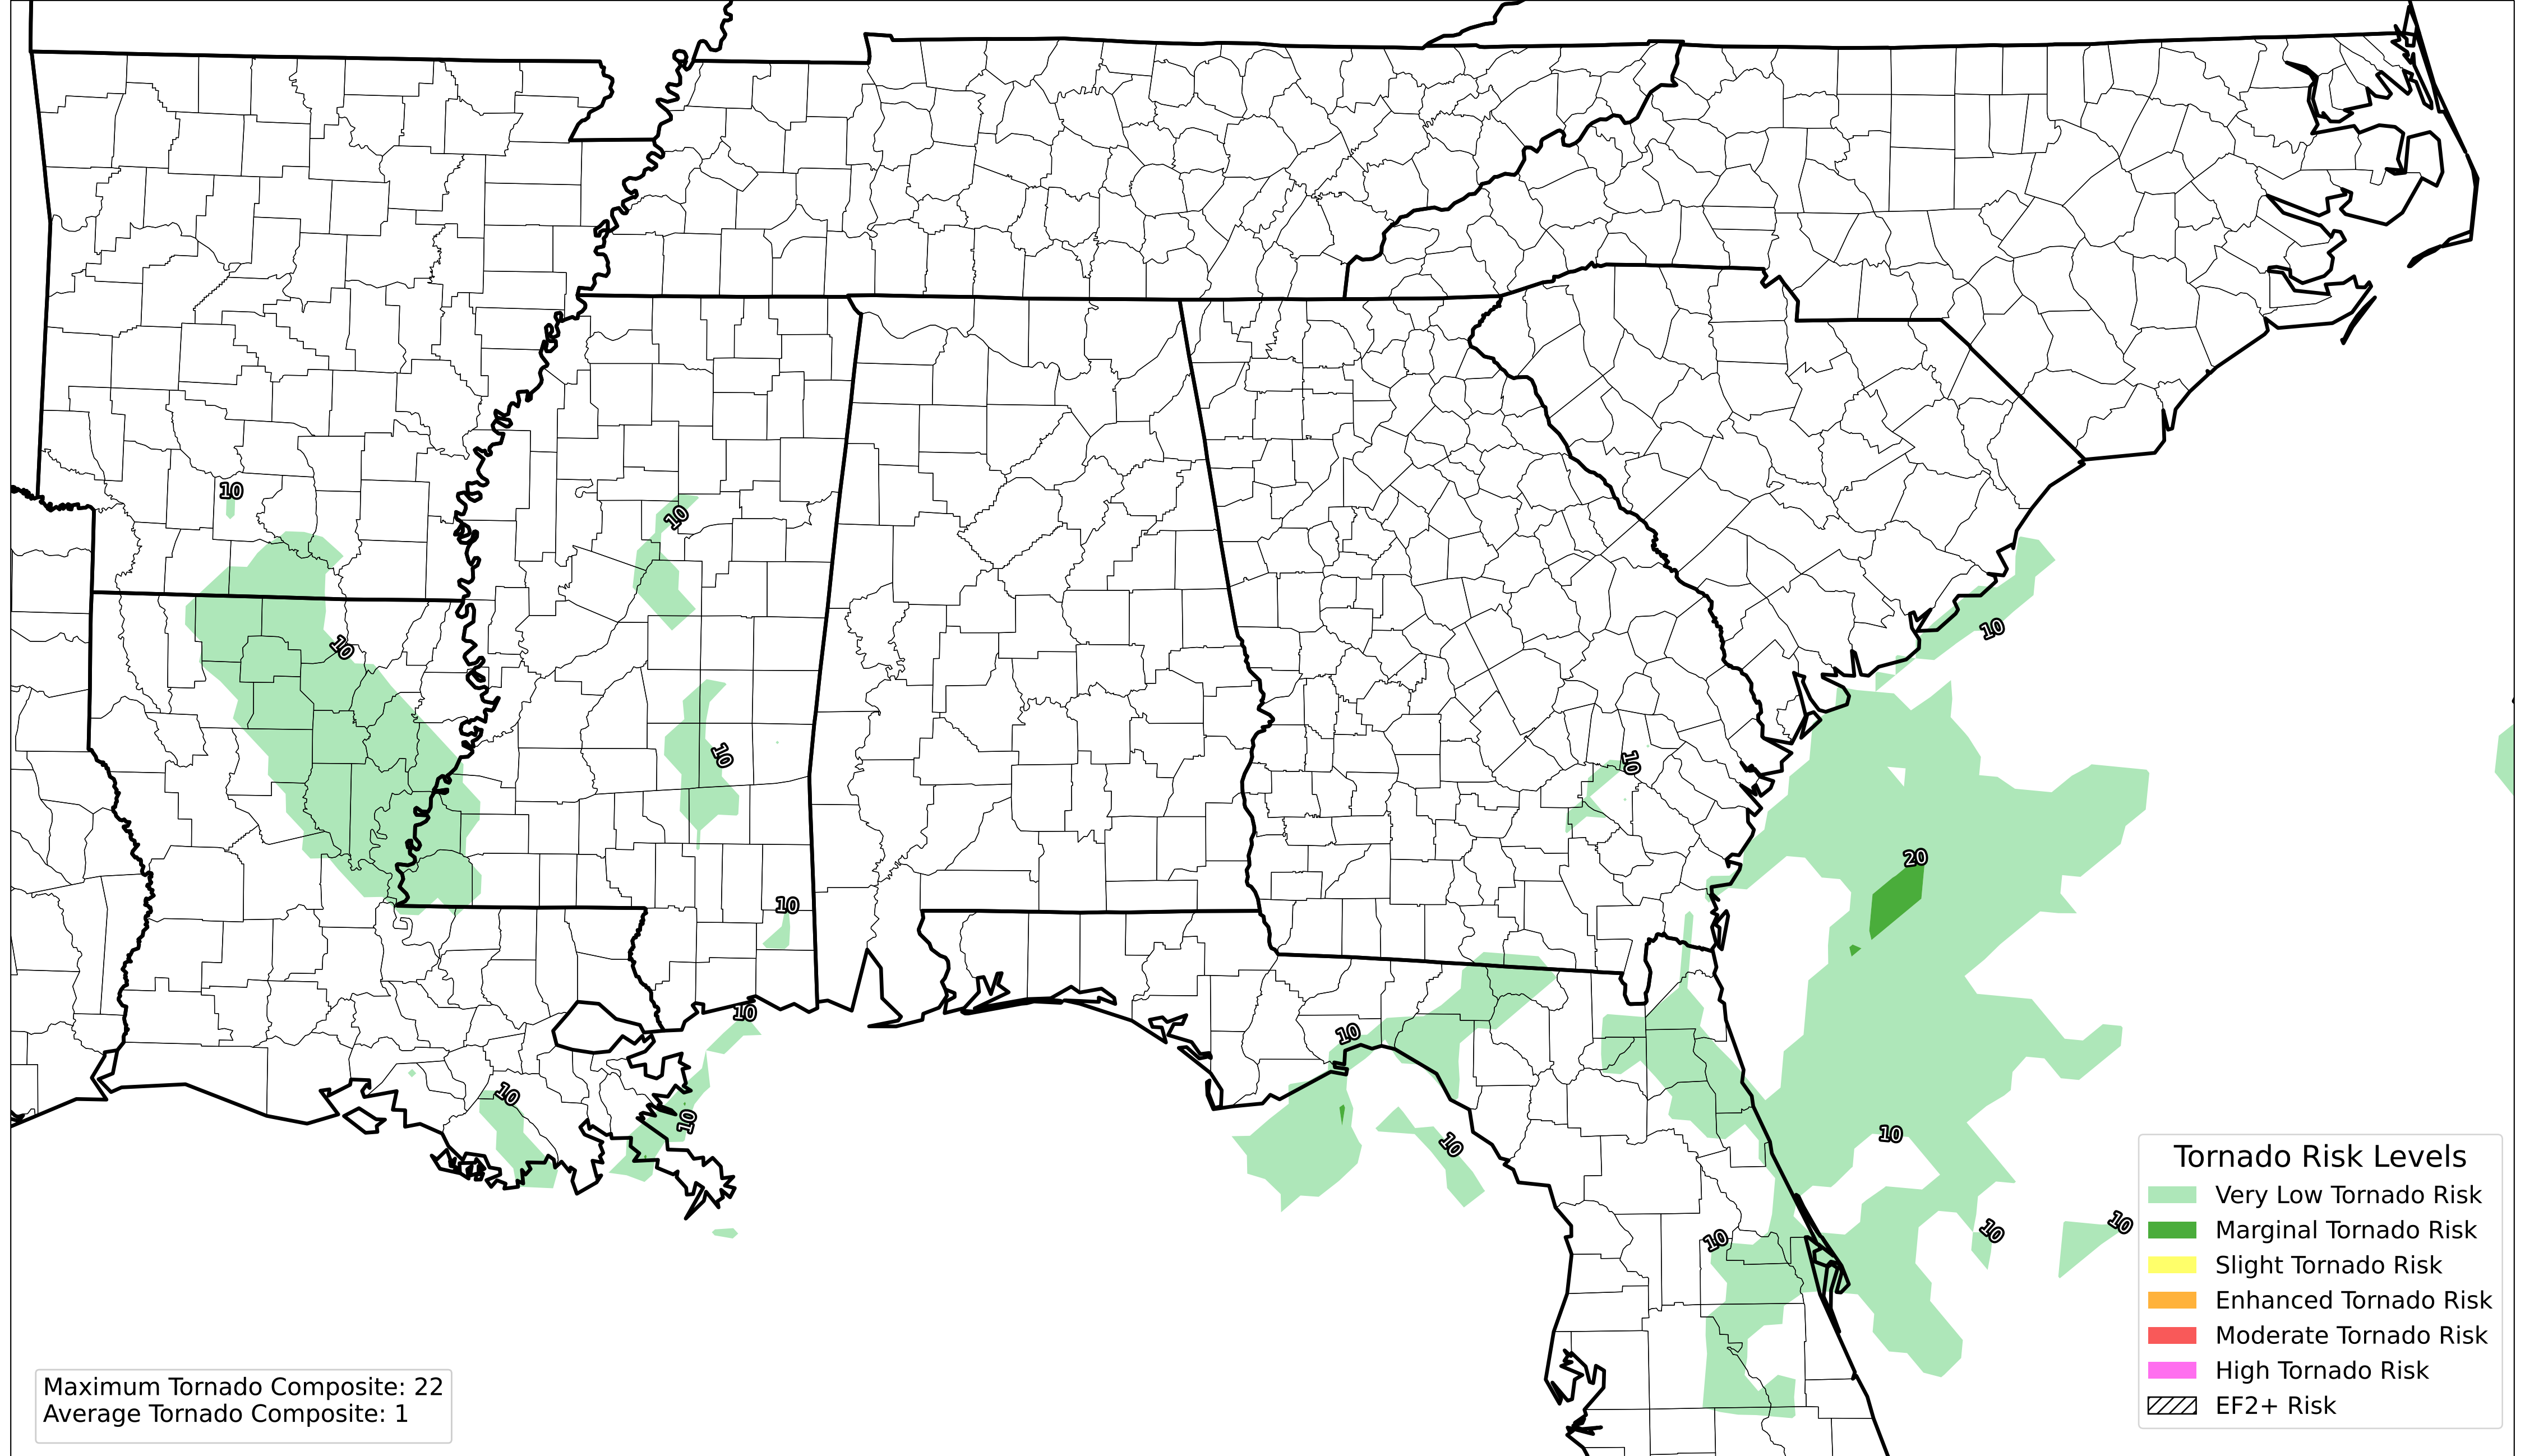 10
10
10
10
10
10
20
10
10
10
10
10
10
10
10
10
10
Tornado Risk Levels
Very Low Tornado Risk
Marginal Tornado Risk
Slight Tornado Risk
Enhanced Tornado Risk
Moderate Tornado Risk
High Tornado Risk
EF2+ Risk
Maximum Tornado Composite: 22
Average Tornado Composite: 1